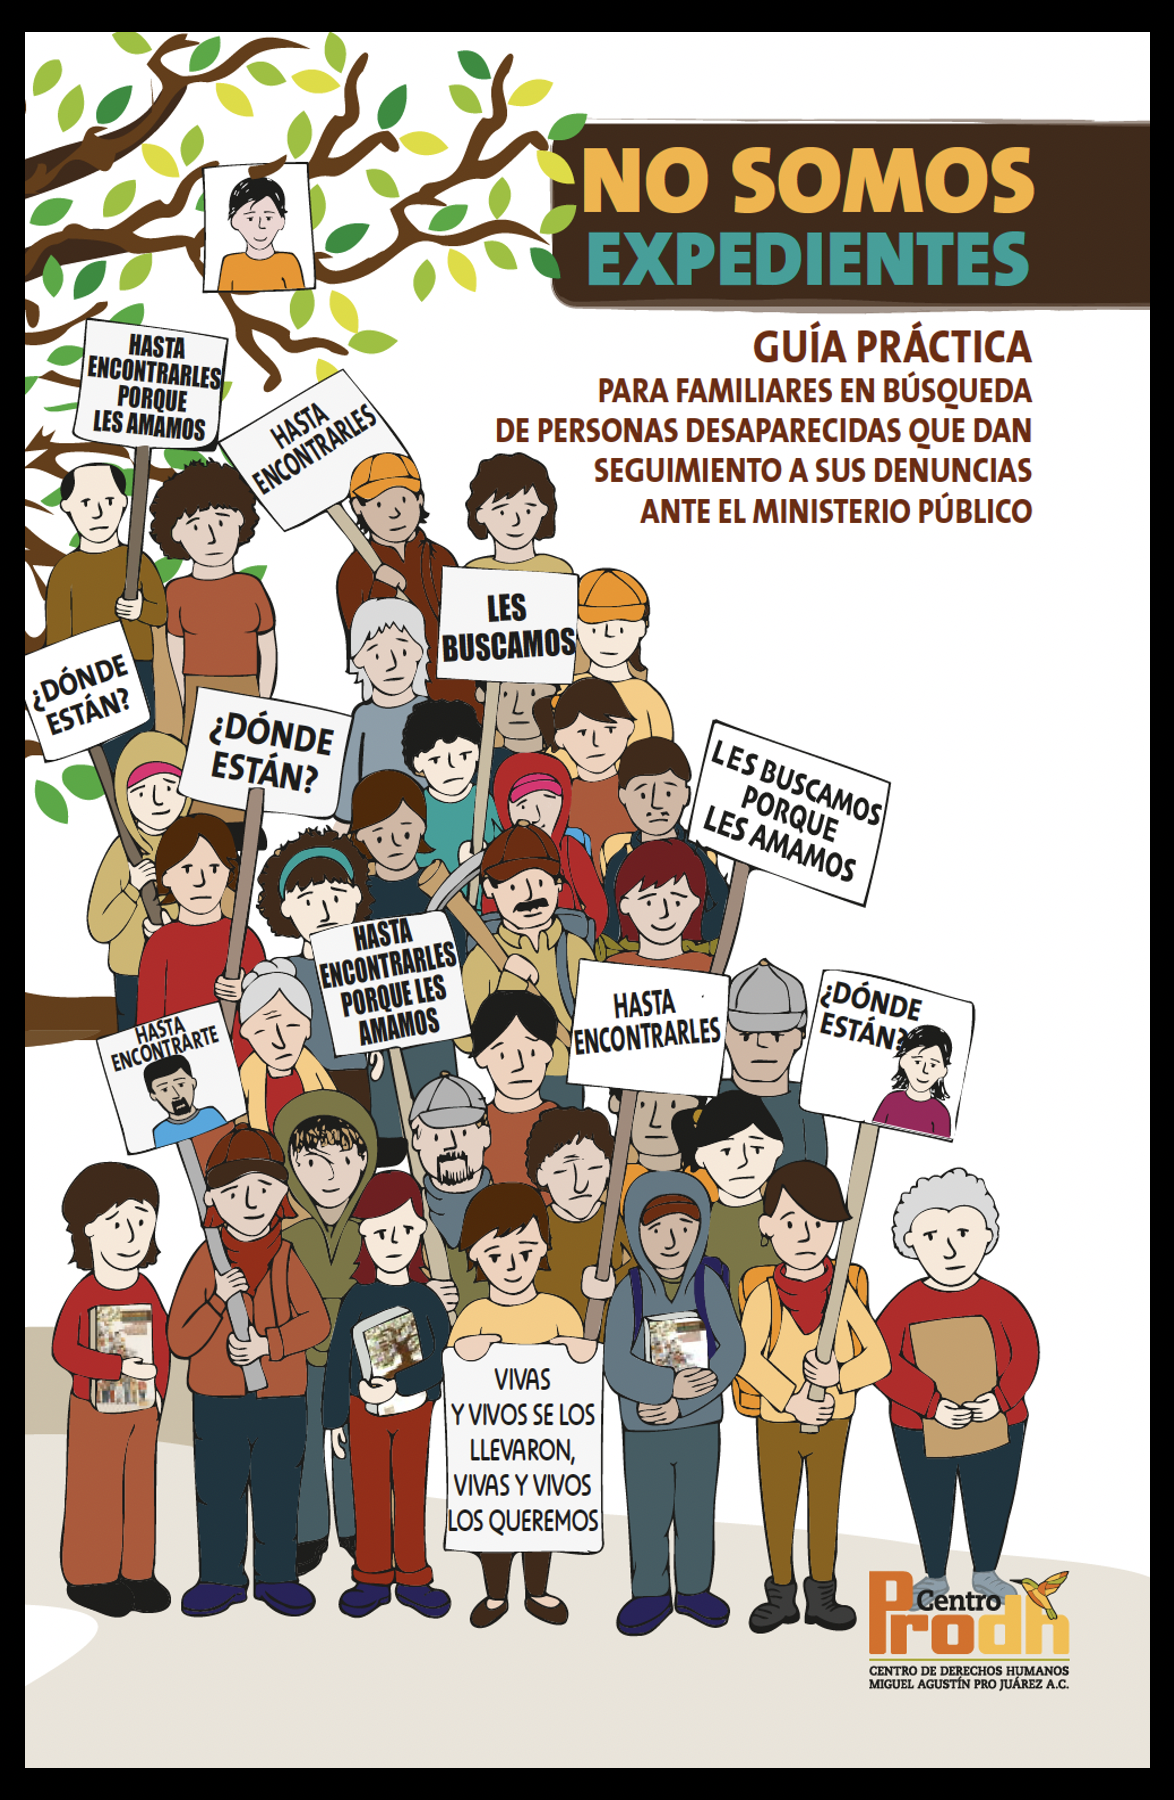 NO SOMOS
EXPEDIENTES
GUÍA PRÁCTICA
PARA FAMILIARES EN BÚSQUEDA
DE PERSONAS DESAPARECIDAS QUE DAN
SEGUIMIENTO A SUS DENUNCIAS
ANTE EL MINISTERIO PÚBLICO
HASTA
ENCONTRARLES
PORQUE
LES AMAMOS
HASTA
ENCONTRARLES
LES
BUSCAMOS
¿DÓNDE
ESTÁN?
¿DÓNDE
ESTÁN?
LES BUSCAMOS
PORQUE
LES AMAMOS
HASTA
ENCONTRARLES
PORQUE LES
AMAMOS
HASTA
ENCONTRARLES
¿DÓNDE
ESTÁN?
HASTA
ENCONTRARTE
VIVAS
Y VIVOS SE LOS
LLEVARON,
VIVAS Y VIVOS
LOS QUEREMOS
Centro
Prodh
CENTRO DE DERECHOS HUMANOS
MIGUEL AGUSTÍN PRO JUÁREZ A.C.